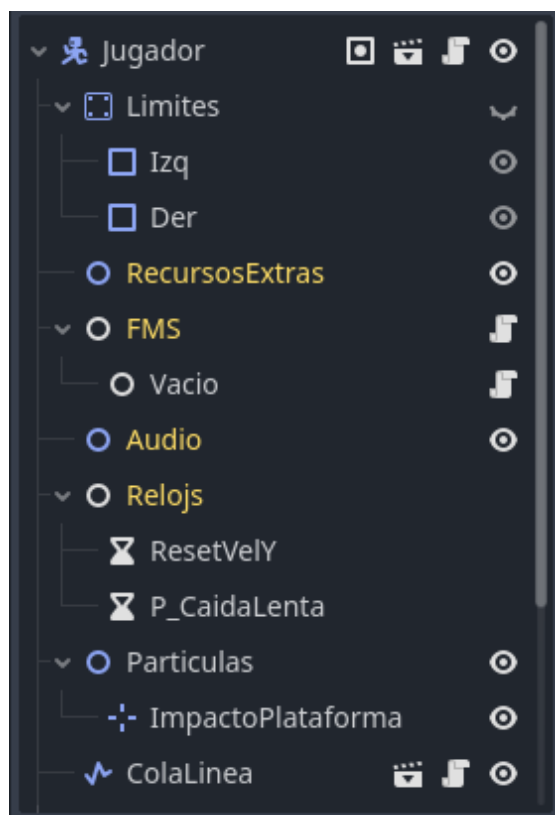 Jugador
Limites
Izq
Der
RecursosExtras
FMS
Vacio
Audio
Relojs
ResetVelY
P_CaidaLenta
Particulas
ImpactoPlataforma
ColaLinea